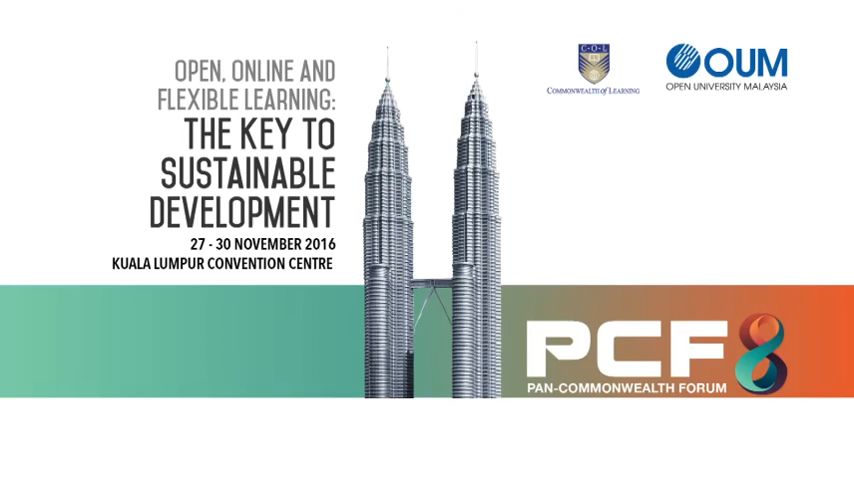 OPEN, ONLINE AND
FLEXIBLE LEARNING:
THE KEY TO
SUSTAINABLE
DEVELOPMENT
27 - 30 NOVEMBER 2016
KUALA LUMPUR CONVENTION CENTRE
C-O-L
COMMONWEALTH of LEARNING
OUM
OPEN UNIVERSITY MALAYSIA
PCF8
PAN-COMMONWEALTH FORUM